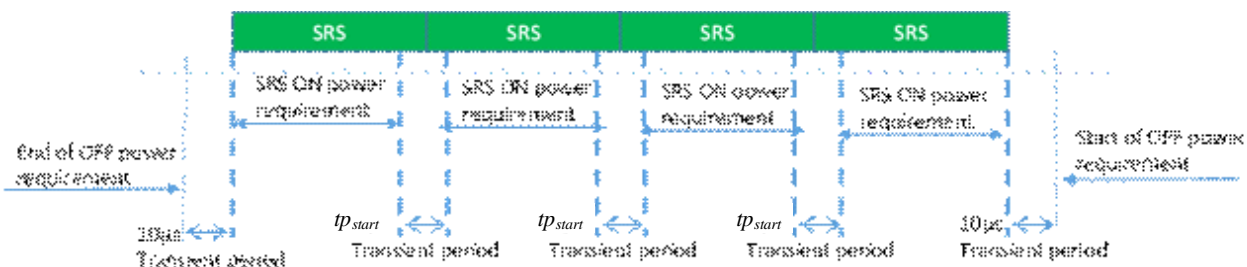 SRS SRS SRS SRS
SRS ON power
requirement
SRS ON power
requirement
SRS ON power
requirement
SRS ON power
requirement
End of OFF power
requirement
Start of OFF power
requirement
10µs
Transient period
tpstart
Transient period
tpstart
Transient period
tpstart
Transient period
10µs
Transient period